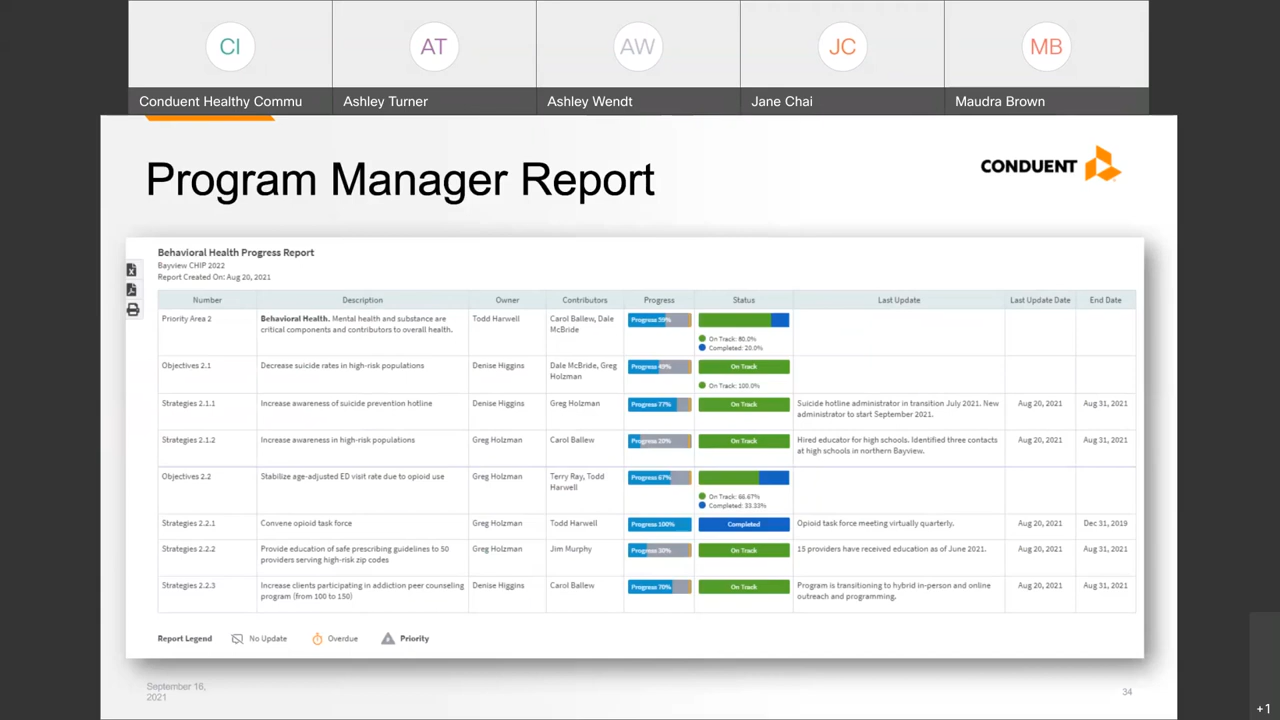 CI
AT
AW
JC
MB
Conduent Healthy Commu
Ashley Turner
Ashley Wendt
Jane Chai
Maudra Brown
CONDUENT
Program Manager Report
Behavioral Health Progress Report
Bayview CHIP 2022
Report Created On: Aug 20, 2021
Number Description Owner Contributors Progress Status Last Update Last Update Date End Date
Priority Area 2 Behavioral Health. Mental health and substance are Todd Harwell Carol Ballew, Dale Progress 59%
critical components and contributors to overall health. McBride
On Track: 80.0%
Completed: 20.0%
Objectives 2.1 Decrease suicide rates in high-risk populations Denise Higgins Dale McBride, Greg Progress 49% On Track
Holzman
On Track: 100.0%
Strategies 2.1.1 Increase awareness of suicide prevention hotline Denise Higgins Greg Holzman Progress 77% On Track Suicide hotline administrator in transition July 2021. New Aug 20, 2021 Aug 31, 2021
administrator to start September 2021.
Strategies 2.1.2 Increase awareness in high-risk populations Greg Holzman Carol Ballew Progress 20% On Track Hired educator for high schools. Identified three contacts Aug 20, 2021 Aug 31, 2021
at high schools in northern Bayview.
Objectives 2.2 Stabilize age-adjusted ED visit rate due to opioid use Greg Holzman Terry Ray, Todd Progress 67%
Harwell
On Track: 66.67%
Completed: 33.33%
Strategies 2.2.1 Convene opioid task force Greg Holzman Todd Harwell Progress 100% Completed Opioid task force meeting virtually quarterly. Aug 20, 2021 Dec 31, 2019
Strategies 2.2.2 Provide education of safe prescribing guidelines to 50 Greg Holzman Jim Murphy Progress 30% On Track 15 providers have received education as of June 2021. Aug 20, 2021 Aug 31, 2021
providers serving high-risk zip codes
Strategies 2.2.3 Increase clients participating in addiction peer counseling Denise Higgins Carol Ballew Progress 70% On Track Program is transitioning to hybrid in-person and online Aug 20, 2021 Aug 31, 2021
program (from 100 to 150) outreach and programming.
Report Legend No Update Overdue Priority
September 16,
2021
34
+1